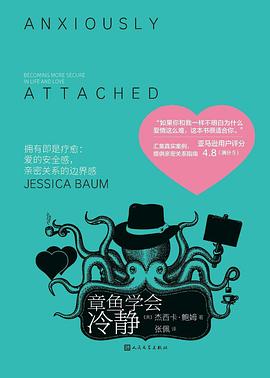 ANXIOUSLY
BECOMING MORE SECURE
IN LIFE AND LOVE
ATTACHED
“如果你和我一样不明白为什么
爱情这么难，这本书很适合你。”
汇集真实案例，
提供亲密关系指南
亚马逊用户评分
4.8（满分5）
拥有即是疗愈：
爱的安全感，
亲密关系的边界感
JESSICA BAUM
章鱼学会
冷静
〔美〕杰西卡·鲍姆 著
张佩 译
人民文学出版社